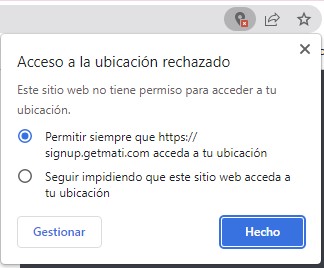 Acceso a la ubicación rechazado
Este sitio web no tiene permiso para acceder a tu
ubicación.
Permitir siempre que https://
signup.getmati.com acceda a tu ubicación
Seguir impidiendo que este sitio web acceda a
tu ubicación
Gestionar
Hecho